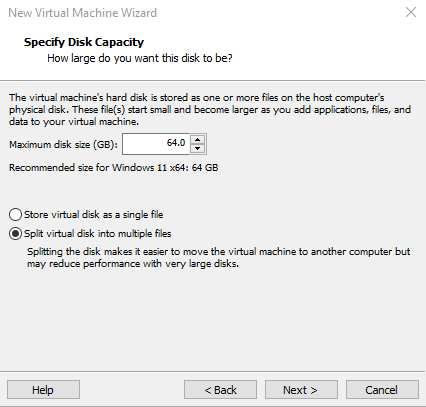 New Virtual Machine Wizard
Specify Disk Capacity
How large do you want this disk to be?
The virtual machine's hard disk is stored as one or more files on the host computer's
physical disk. These file(s) start small and become larger as you add applications, files, and
data to your virtual machine.
Maximum disk size (GB): 64.0
Recommended size for Windows 11 x64: 64 GB
Store virtual disk as a single file
Split virtual disk into multiple files
Splitting the disk makes it easier to move the virtual machine to another computer but
may reduce performance with very large disks.
Help < Back Next > Cancel